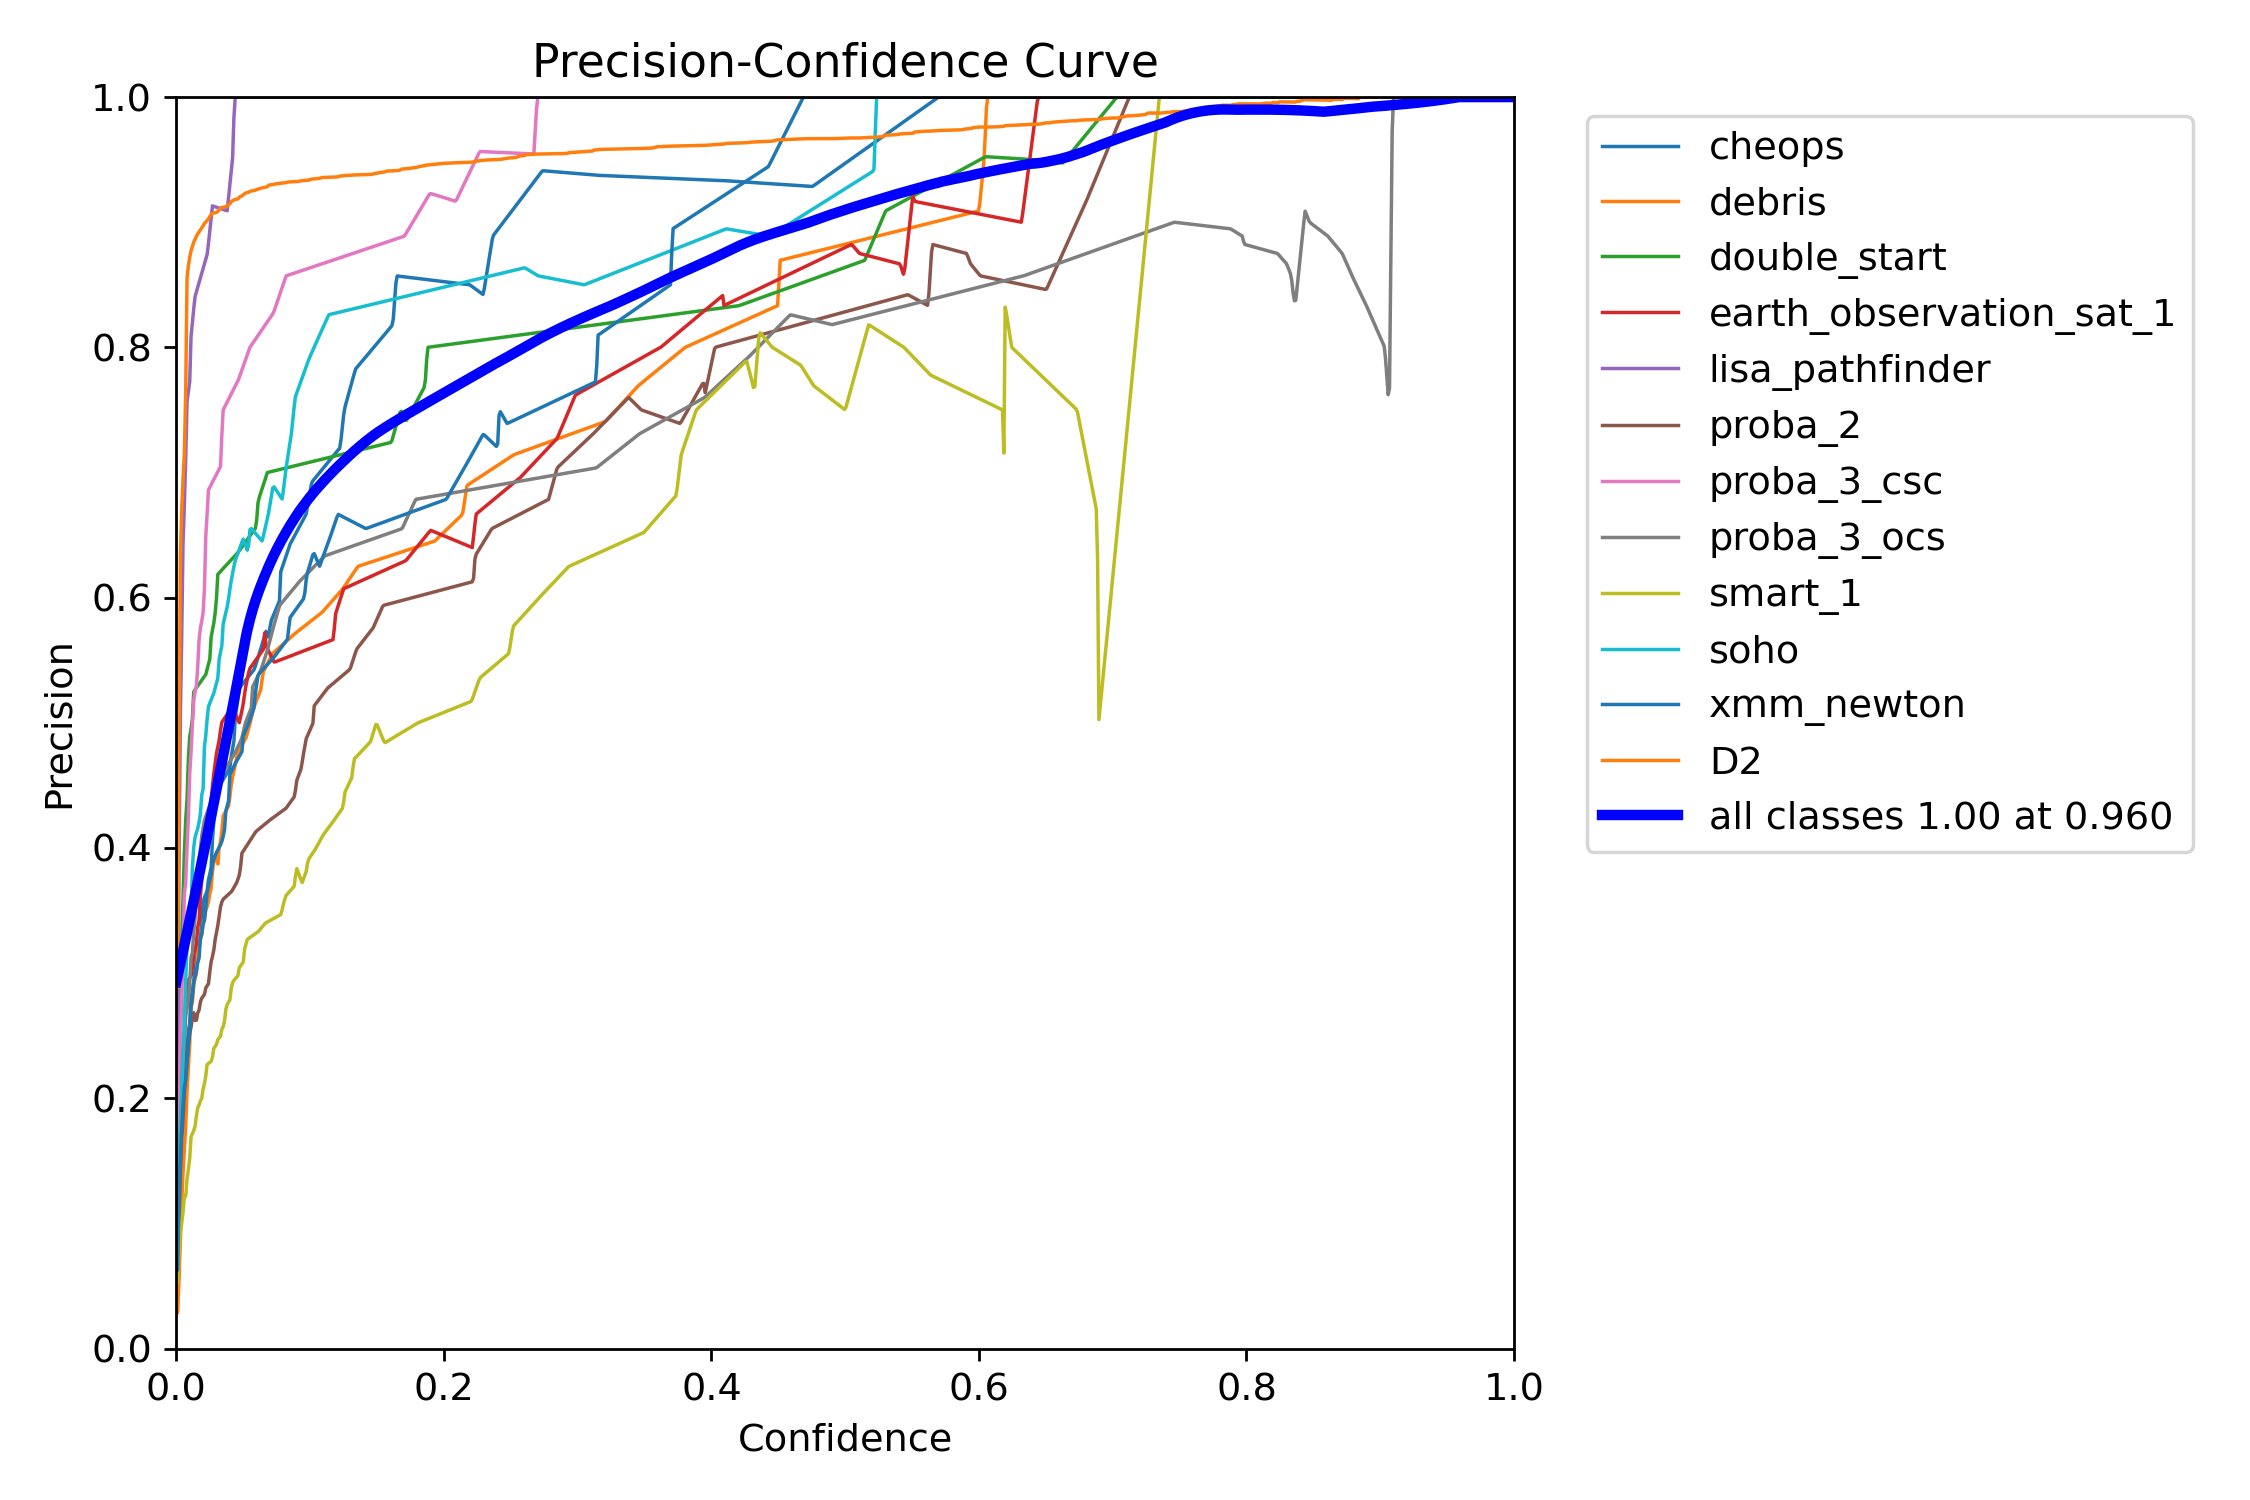 Precision-Confidence Curve
1.0
0.8
0.6
0.4
0.2
0.0
Precision
0.0 0.2 0.4 0.6 0.8 1.0
Confidence
cheops
debris
double_start
earth_observation_sat_1
lisa_pathfinder
proba_2
proba_3_csc
proba_3_ocs
smart_1
soho
xmm_newton
D2
all classes 1.00 at 0.960